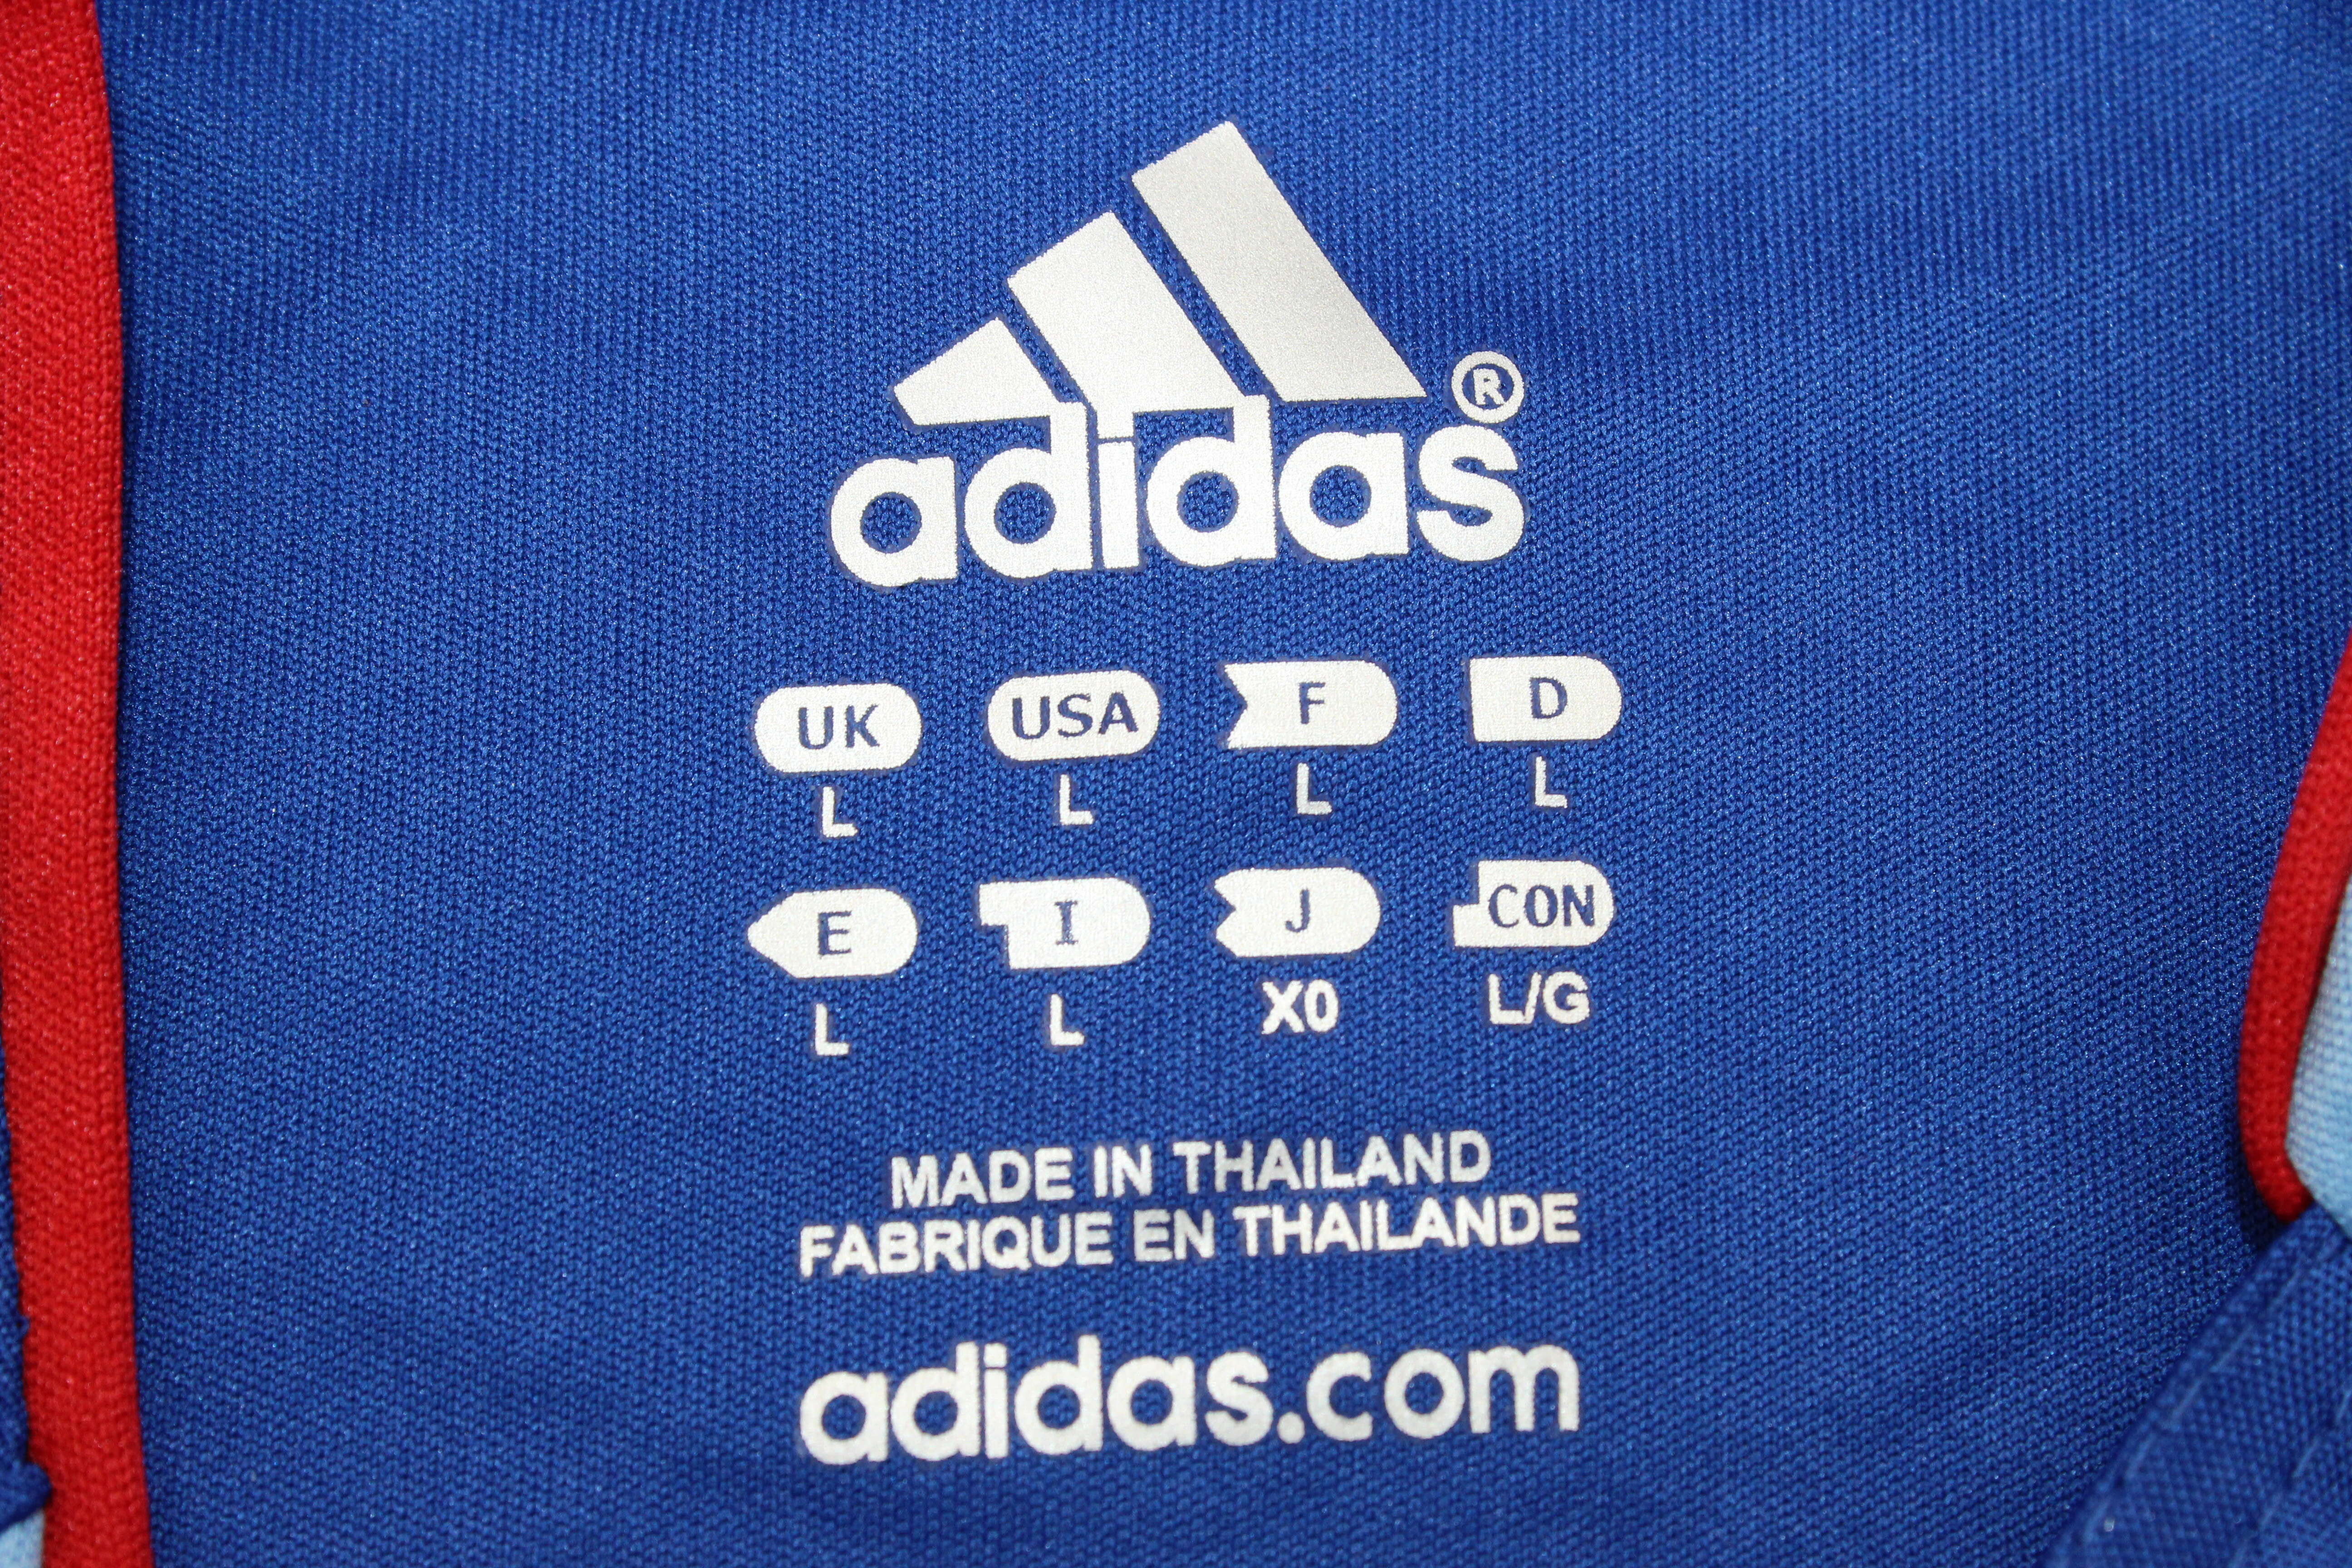 adidas®
UK USA F D
L L L L
E I J CON
L L X0 L/G
MADE IN THAILAND
FABRIQUE EN THAILANDE
adidas.com